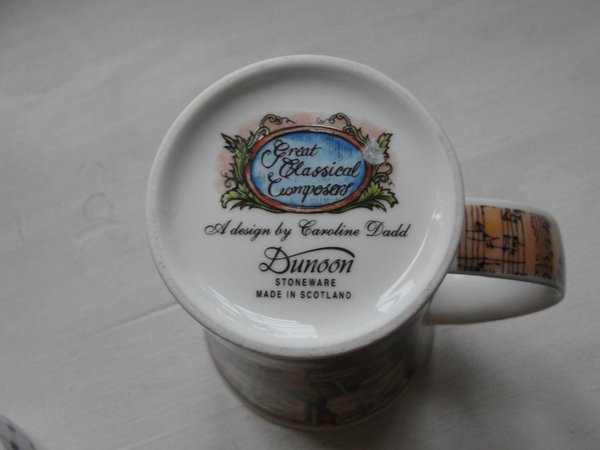 Great
Classical
Composers
A design by Caroline Dadd
Dunoon
STONEWARE
MADE IN SCOTLAND